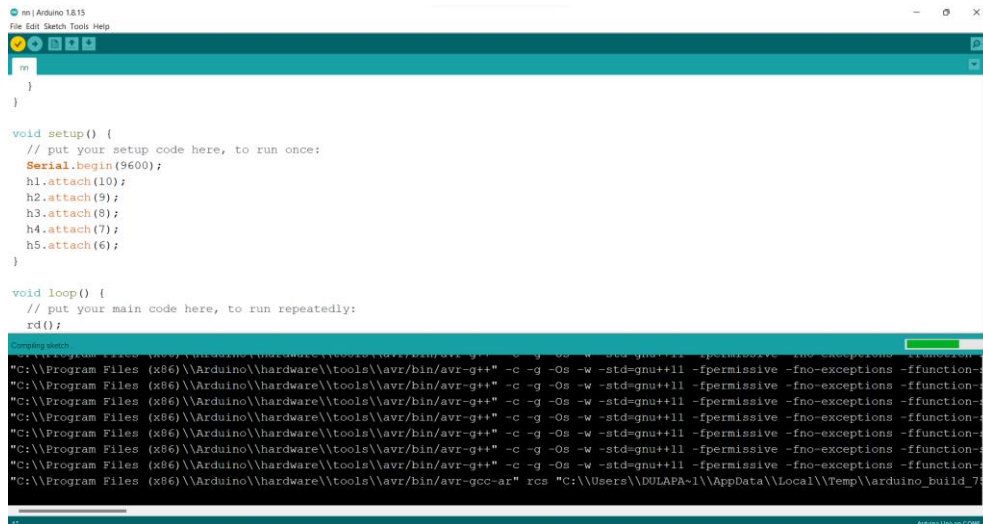 nn | Arduino 1.8.15
File Edit Sketch Tools Help
nn
}
}
void setup() {
// put your setup code here, to run once:
Serial.begin(9600);
h1.attach(10);
h2.attach(9);
h3.attach(8);
h4.attach(7);
h5.attach(6);
}
void loop() {
// put your main code here, to run repeatedly:
rd();
Compiling sketch...
"C:\\Program Files (x86)\\Arduino\\hardware\\tools\\avr/bin/avr-g++" -c -g -Os -w -std=gnu++11 -fpermissive -fno-exceptions -ffunction-s
"C:\\Program Files (x86)\\Arduino\\hardware\\tools\\avr/bin/avr-g++" -c -g -Os -w -std=gnu++11 -fpermissive -fno-exceptions -ffunction-s
"C:\\Program Files (x86)\\Arduino\\hardware\\tools\\avr/bin/avr-g++" -c -g -Os -w -std=gnu++11 -fpermissive -fno-exceptions -ffunction-s
"C:\\Program Files (x86)\\Arduino\\hardware\\tools\\avr/bin/avr-g++" -c -g -Os -w -std=gnu++11 -fpermissive -fno-exceptions -ffunction-s
"C:\\Program Files (x86)\\Arduino\\hardware\\tools\\avr/bin/avr-g++" -c -g -Os -w -std=gnu++11 -fpermissive -fno-exceptions -ffunction-s
"C:\\Program Files (x86)\\Arduino\\hardware\\tools\\avr/bin/avr-g++" -c -g -Os -w -std=gnu++11 -fpermissive -fno-exceptions -ffunction-s
"C:\\Program Files (x86)\\Arduino\\hardware\\tools\\avr/bin/avr-g++" -c -g -Os -w -std=gnu++11 -fpermissive -fno-exceptions -ffunction-s
"C:\\Program Files (x86)\\Arduino\\hardware\\tools\\avr/bin/avr-gcc-ar" rcs "C:\\Users\\DULAPA~1\\AppData\\Local\\Temp\\arduino_build_75
Arduino Uno on COM5